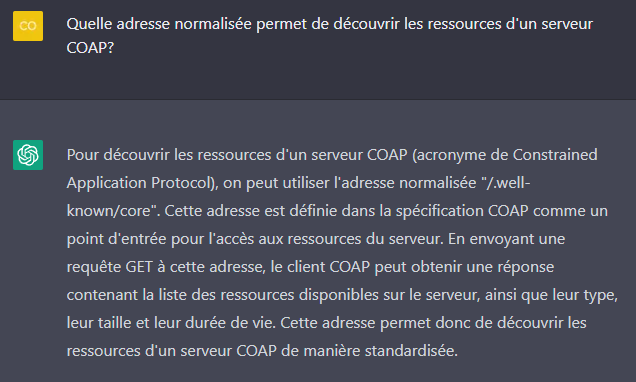 CO
Quelle adresse normalisée permet de découvrir les ressources d'un serveur
COAP?
Pour découvrir les ressources d'un serveur COAP (acronyme de Constrained
Application Protocol), on peut utiliser l'adresse normalisée "/.well-
known/core". Cette adresse est définie dans la spécification COAP comme un
point d'entrée pour l'accès aux ressources du serveur. En envoyant une
requête GET à cette adresse, le client COAP peut obtenir une réponse
contenant la liste des ressources disponibles sur le serveur, ainsi que leur type,
leur taille et leur durée de vie. Cette adresse permet donc de découvrir les
ressources d'un serveur COAP de manière standardisée.